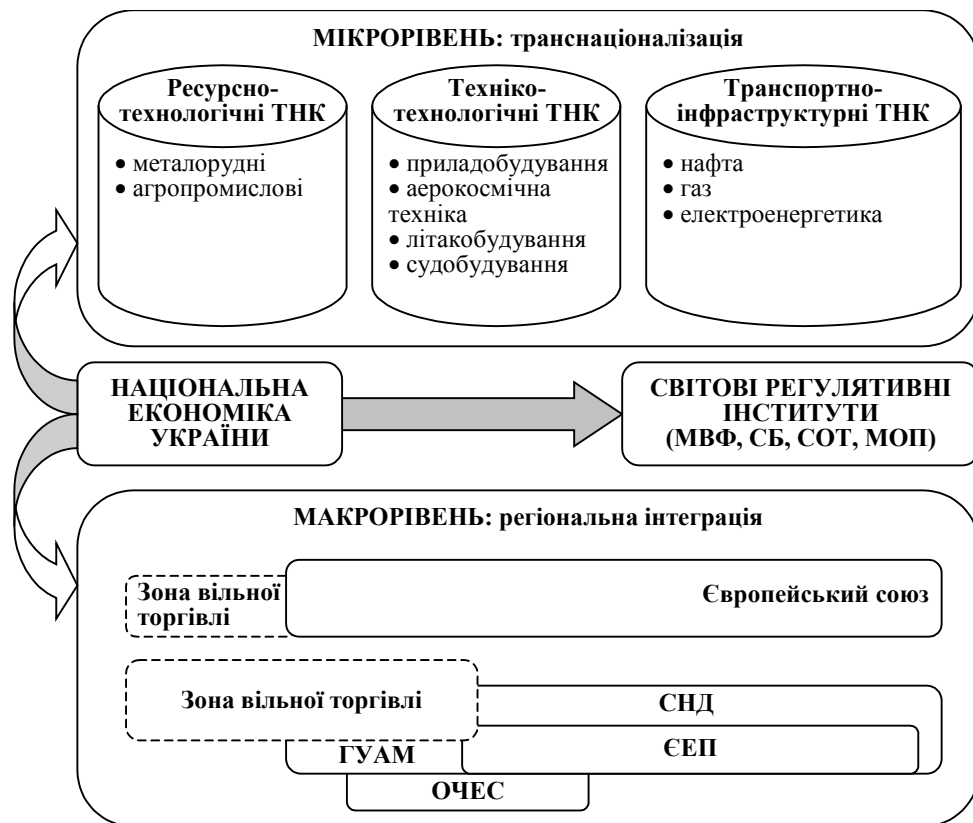 МІКРОРІВЕНЬ: транснаціоналізація
Ресурсно-
технологічні ТНК
• металорудні
• агропромислові
Техніко-
технологічні ТНК
• приладобудування
• аерокосмічна
техніка
• літакобудування
• судобудування
Транспортно-
інфраструктурні ТНК
• нафта
• газ
• електроенергетика
НАЦІОНАЛЬНА
ЕКОНОМІКА
УКРАЇНИ
СВІТОВІ РЕГУЛЯТИВНІ
ІНСТИТУТИ
(МВФ, СБ, СОТ, МОП)
МАКРОРІВЕНЬ: регіональна інтеграція
Зона вільної
торгівлі
Європейський союз
Зона вільної торгівлі
СНД
ГУАМ
ЄЕП
ОЧЕС